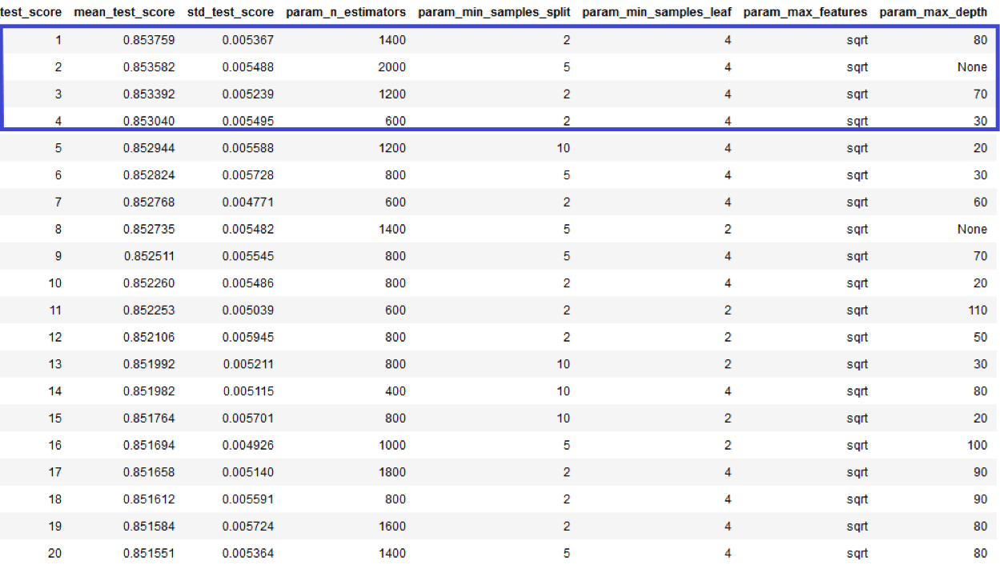 test_score mean_test_score std_test_score param_n_estimators param_min_samples_split param_min_samples_leaf param_max_features param_max_depth
1 0.853759 0.005367 1400 2 4 sqrt 80
2 0.853582 0.005488 2000 5 4 sqrt None
3 0.853392 0.005239 1200 2 4 sqrt 70
4 0.853040 0.005495 600 2 4 sqrt 30
5 0.852944 0.005588 1200 10 4 sqrt 20
6 0.852824 0.005728 800 5 4 sqrt 30
7 0.852768 0.004771 600 2 4 sqrt 60
8 0.852735 0.005482 1400 5 2 sqrt None
9 0.852511 0.005545 800 5 4 sqrt 70
10 0.852260 0.005486 800 2 4 sqrt 20
11 0.852253 0.005039 600 2 2 sqrt 110
12 0.852106 0.005945 800 2 2 sqrt 50
13 0.851992 0.005211 800 10 2 sqrt 30
14 0.851982 0.005115 400 10 4 sqrt 80
15 0.851764 0.005701 800 10 2 sqrt 20
16 0.851694 0.004926 1000 5 2 sqrt 100
17 0.851658 0.005140 1800 2 4 sqrt 90
18 0.851612 0.005591 800 2 4 sqrt 90
19 0.851584 0.005724 1600 2 4 sqrt 80
20 0.851551 0.005364 1400 5 4 sqrt 80